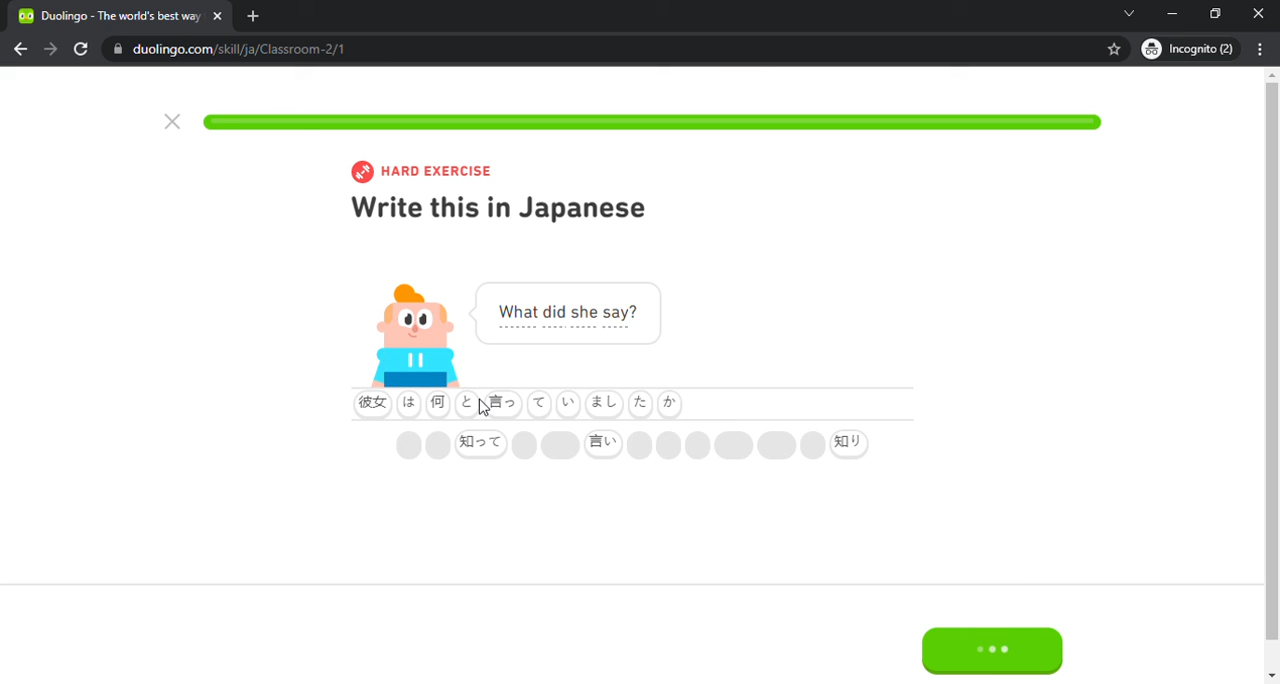 Duolingo - The world's best way
duolingo.com/skill/ja/Classroom-2/1
Incognito (2)
HARD EXERCISE
Write this in Japanese
What did she say?
彼女 は 何 と 言っ て い まし た か
知って 言い 知り